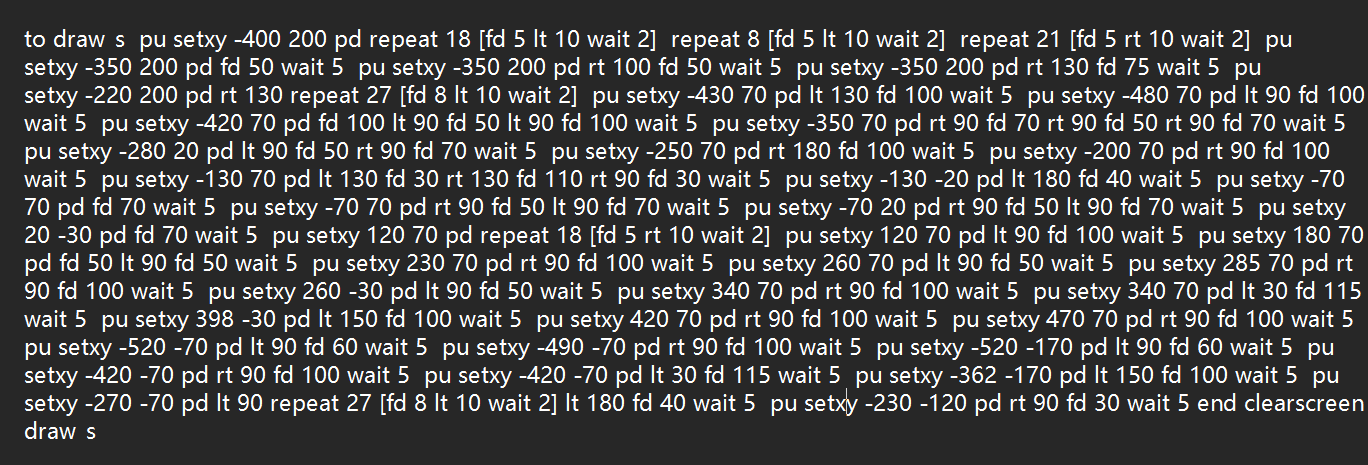 to draw s  pu setxy -400 200 pd repeat 18 [fd 5 lt 10 wait 2]  repeat 8 [fd 5 lt 10 wait 2]  repeat 21 [fd 5 rt 10 wait 2]  pu
setxy -350 200 pd fd 50 wait 5  pu setxy -350 200 pd rt 100 fd 50 wait 5  pu setxy -350 200 pd rt 130 fd 75 wait 5  pu
setxy -220 200 pd rt 130 repeat 27 [fd 8 lt 10 wait 2]  pu setxy -430 70 pd lt 130 fd 100 wait 5  pu setxy -480 70 pd lt 90 fd 100
wait 5  pu setxy -420 70 pd fd 100 lt 90 fd 50 lt 90 fd 100 wait 5  pu setxy -350 70 pd rt 90 fd 70 rt 90 fd 50 rt 90 fd 70 wait 5
pu setxy -280 20 pd lt 90 fd 50 rt 90 fd 70 wait 5  pu setxy -250 70 pd rt 180 fd 100 wait 5  pu setxy -200 70 pd rt 90 fd 100
wait 5  pu setxy -130 70 pd lt 130 fd 30 rt 130 fd 110 rt 90 fd 30 wait 5  pu setxy -130 -20 pd lt 180 fd 40 wait 5  pu setxy -70
70 pd fd 70 wait 5  pu setxy -70 70 pd rt 90 fd 50 lt 90 fd 70 wait 5  pu setxy -70 20 pd rt 90 fd 50 lt 90 fd 70 wait 5  pu setxy
20 -30 pd fd 70 wait 5  pu setxy 120 70 pd repeat 18 [fd 5 rt 10 wait 2]  pu setxy 120 70 pd lt 90 fd 100 wait 5  pu setxy 180 70
pd fd 50 lt 90 fd 50 wait 5  pu setxy 230 70 pd rt 90 fd 100 wait 5  pu setxy 260 70 pd lt 90 fd 50 wait 5  pu setxy 285 70 pd rt
90 fd 100 wait 5  pu setxy 260 -30 pd lt 90 fd 50 wait 5  pu setxy 340 70 pd rt 90 fd 100 wait 5  pu setxy 340 70 pd lt 30 fd 115
wait 5  pu setxy 398 -30 pd lt 150 fd 100 wait 5  pu setxy 420 70 pd rt 90 fd 100 wait 5  pu setxy 470 70 pd rt 90 fd 100 wait 5
pu setxy -520 -70 pd lt 90 fd 60 wait 5  pu setxy -490 -70 pd rt 90 fd 100 wait 5  pu setxy -520 -170 pd lt 90 fd 60 wait 5  pu
setxy -420 -70 pd rt 90 fd 100 wait 5  pu setxy -420 -70 pd lt 30 fd 115 wait 5  pu setxy -362 -170 pd lt 150 fd 100 wait 5  pu
setxy -270 -70 pd lt 90 repeat 27 [fd 8 lt 10 wait 2] lt 180 fd 40 wait 5  pu setxy -230 -120 pd rt 90 fd 30 wait 5 end clearscreen
draw s